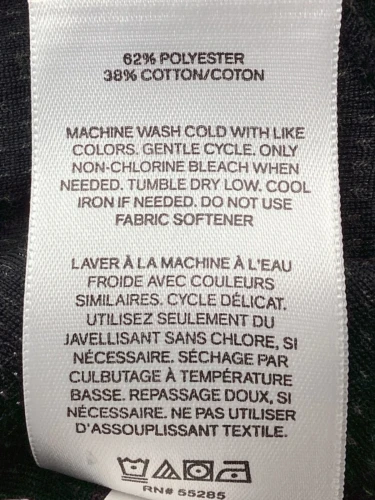 62% POLYESTER
38% COTTON/COTON
MACHINE WASH COLD WITH LIKE
COLORS. GENTLE CYCLE. ONLY
NON-CHLORINE BLEACH WHEN
NEEDED. TUMBLE DRY LOW. COOL
IRON IF NEEDED. DO NOT USE
FABRIC SOFTENER
LAVER À LA MACHINE À L'EAU
FROIDE AVEC COULEURS
SIMILAIRES. CYCLE DÉLICAT.
UTILISEZ SEULEMENT DU
JAVELLISANT SANS CHLORE, SI
NÉCESSAIRE. SÉCHAGE PAR
CULBUTAGE À TEMPÉRATURE
BASSE. REPASSAGE DOUX, SI
NÉCESSAIRE. NE PAS UTILISER
D'ASSOUPLISSANT TEXTILE.
RN# 55285